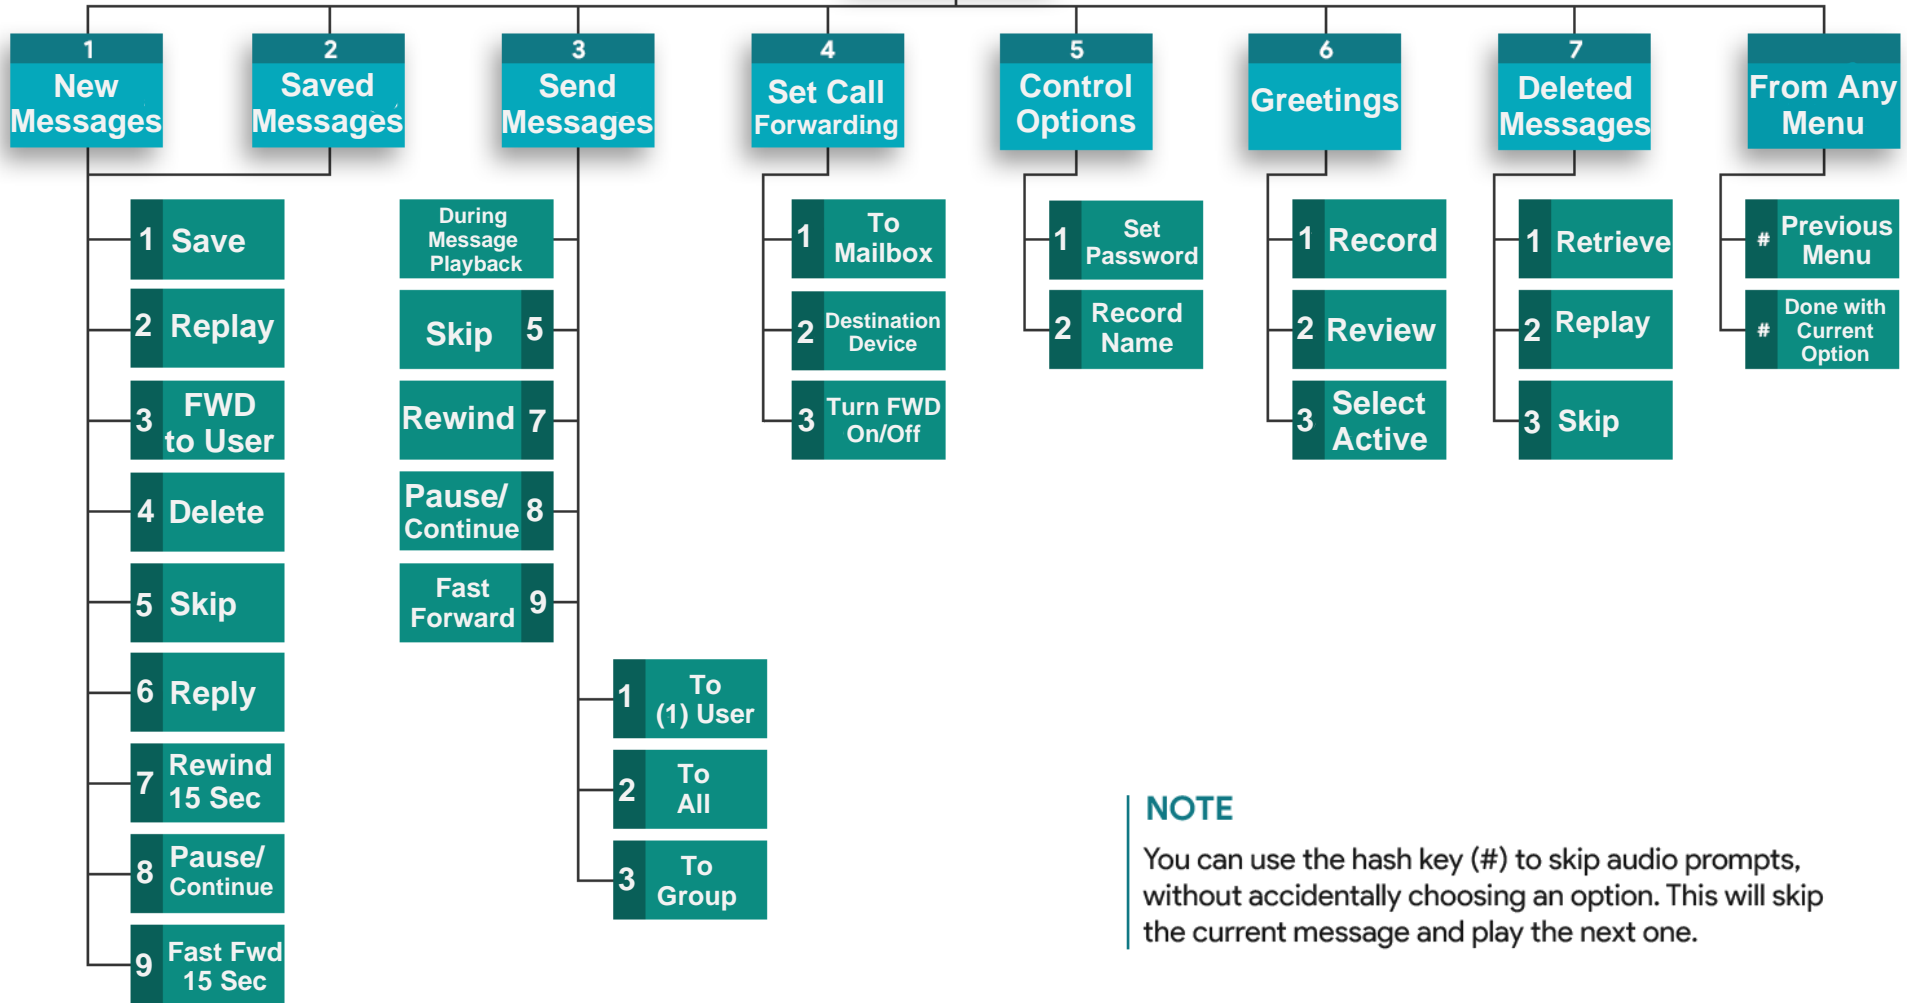 1
New
Messages
2
Saved
Messages
3
Send
Messages
4
Set Call
Forwarding
5
Control
Options
6
Greetings
7
Deleted
Messages
From Any
Menu
1 Save
2 Replay
3 FWD
to User
4 Delete
5 Skip
6 Reply
7 Rewind
15 Sec
8 Pause/
Continue
9 Fast Fwd
15 Sec
During
Message
Playback
Skip 5
Rewind 7
Pause/
Continue 8
Fast
Forward 9
1 To
(1) User
2 To
All
3 To
Group
1 To
Mailbox
2 Destination
Device
3 Turn FWD
On/Off
1 Set
Password
2 Record
Name
1 Record
2 Review
3 Select
Active
1 Retrieve
2 Replay
3 Skip
# Previous
Menu
# Done with
Current
Option
NOTE
You can use the hash key (#) to skip audio prompts,
without accidentally choosing an option. This will skip
the current message and play the next one.